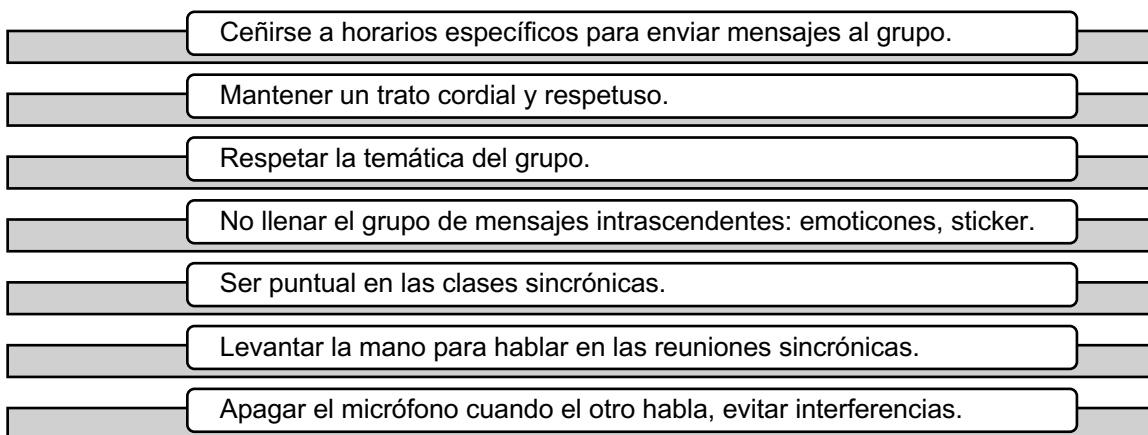 Ceñirse a horarios específicos para enviar mensajes al grupo.
Mantener un trato cordial y respetuso.
Respetar la temática del grupo.
No llenar el grupo de mensajes intrascendentes: emoticones, sticker.
Ser puntual en las clases sincrónicas.
Levantar la mano para hablar en las reuniones sincrónicas.
Apagar el micrófono cuando el otro habla, evitar interferencias.